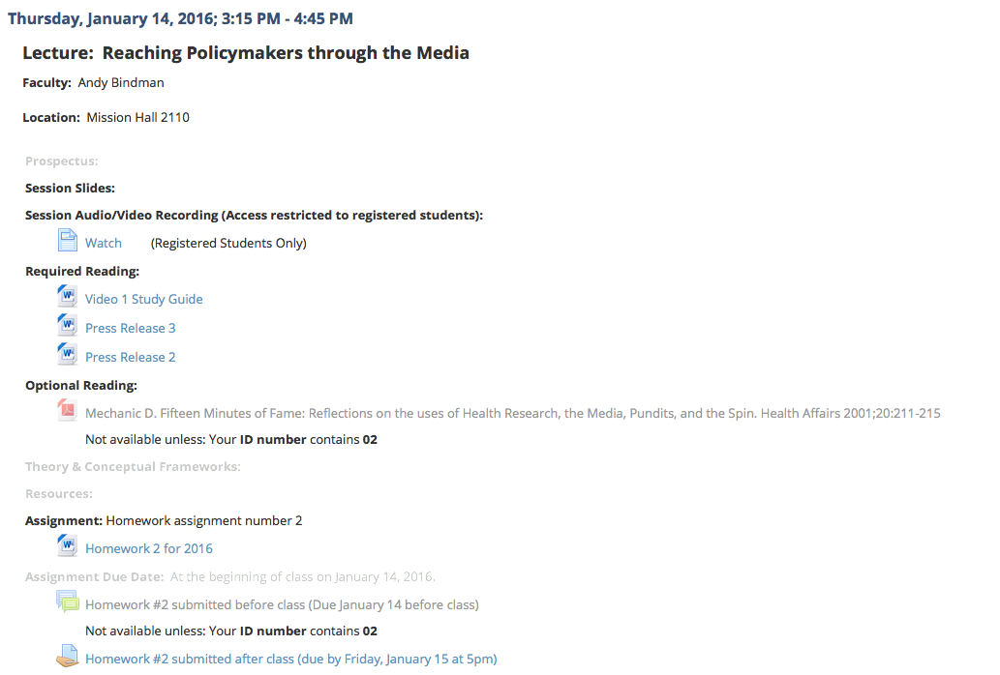 Thursday, January 14, 2016; 3:15 PM - 4:45 PM
Lecture: Reaching Policymakers through the Media
Faculty: Andy Bindman
Location: Mission Hall 2110
Prospectus:
Session Slides:
Session Audio/Video Recording (Access restricted to registered students):
Watch (Registered Students Only)
Required Reading:
Video 1 Study Guide
Press Release 3
Press Release 2
Optional Reading:
Mechanic D. Fifteen Minutes of Fame: Reflections on the uses of Health Research, the Media, Pundits, and the Spin. Health Affairs 2001;20:211-215
Not available unless: Your ID number contains 02
Theory & Conceptual Frameworks:
Resources:
Assignment: Homework assignment number 2
Homework 2 for 2016
Assignment Due Date: At the beginning of class on January 14, 2016.
Homework #2 submitted before class (Due January 14 before class)
Not available unless: Your ID number contains 02
Homework #2 submitted after class (due by Friday, January 15 at 5pm)